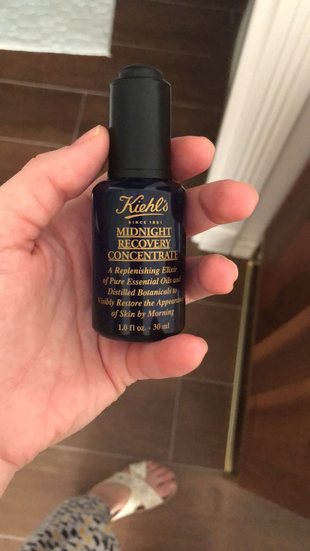 Kiehl's
SINCE 1851
MIDNIGHT
RECOVERY
CONCENTRATE
A Replenishing Elixir
of Pure Essential Oils and
Distilled Botanicals to
Visibly Restore the Appearance
of Skin by Morning
1.0 fl. oz. - 30 ml